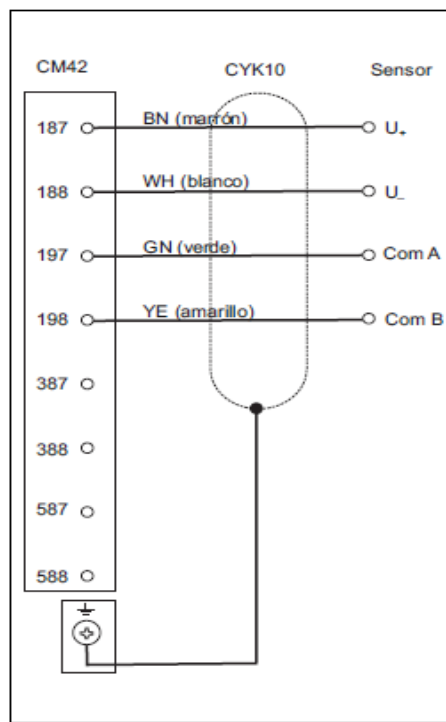 CM42 CYK10 Sensor
187 BN (marrón) U+
188 WH (blanco) U_
197 GN (verde) Com A
198 YE (amarillo) Com B
387
388
587
588